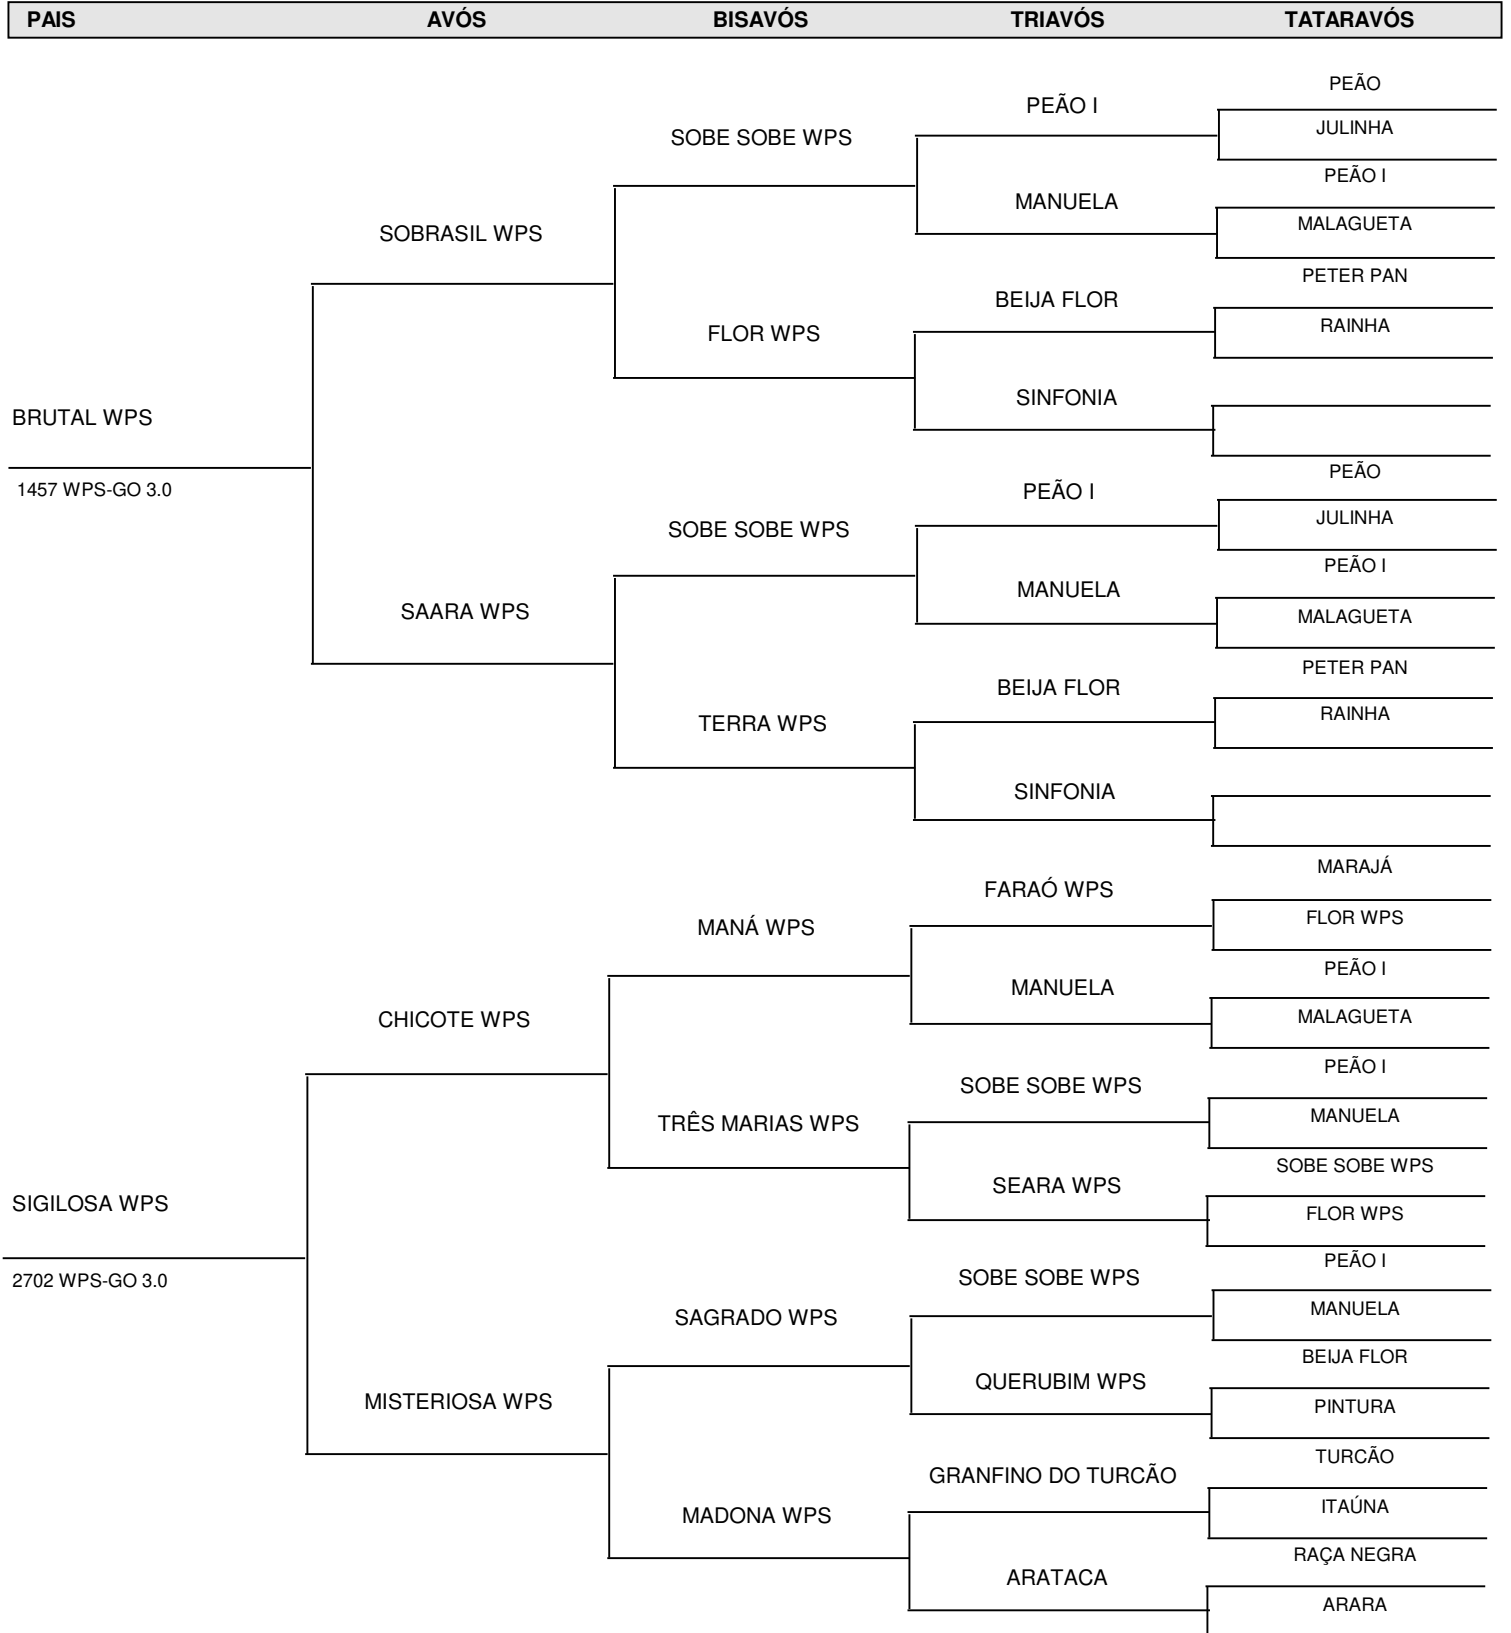 PAIS AVÓS BISAVÓS TRIAVÓS TATARAVÓS
PEÃO
PEÃO I
JULINHA
SOBE SOBE WPS
PEÃO I
MANUELA
MALAGUETA
SOBRASIL WPS
PETER PAN
BEIJA FLOR
RAINHA
FLOR WPS
SINFONIA
BRUTAL WPS
PEÃO
1457 WPS-GO 3.0
PEÃO I
JULINHA
SOBE SOBE WPS
PEÃO I
MANUELA
SAARA WPS
MALAGUETA
PETER PAN
BEIJA FLOR
RAINHA
TERRA WPS
SINFONIA
MARAJÁ
FARAÓ WPS
FLOR WPS
MANÁ WPS
PEÃO I
MANUELA
CHICOTE WPS
MALAGUETA
PEÃO I
SOBE SOBE WPS
MANUELA
TRÊS MARIAS WPS
SOBE SOBE WPS
SEARA WPS
SIGILOSA WPS
FLOR WPS
PEÃO I
2702 WPS-GO 3.0
SOBE SOBE WPS
MANUELA
SAGRADO WPS
BEIJA FLOR
QUERUBIM WPS
MISTERIOSA WPS
PINTURA
TURCÃO
GRANFINO DO TURCÃO
ITAÚNA
MADONA WPS
RAÇA NEGRA
ARATACA
ARARA